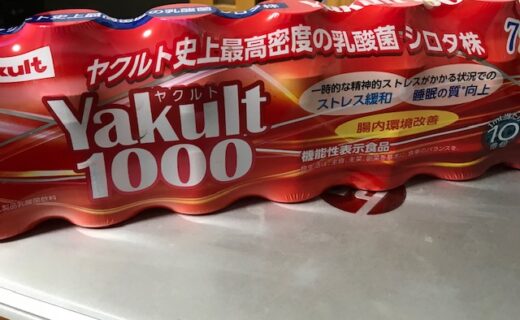 Yakult
ヤクルト史上最高密度の乳酸菌 シロタ株
ヤクルト
Yakult
1000
一時的な精神的ストレスがかかる状況での
ストレス緩和 睡眠の質"向上
腸内環境改善
機能性表示食品
10